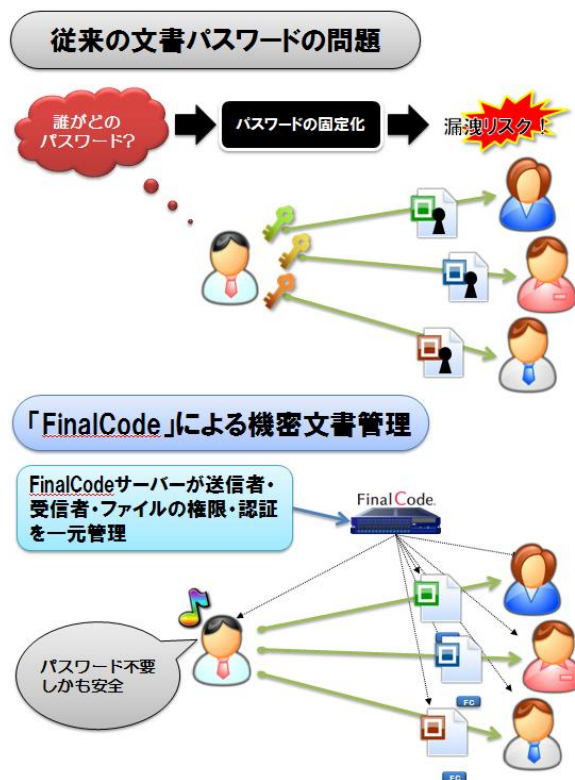 従来の文書パスワードの問題
誰がどの
パスワード?
パスワードの固定化
漏洩リスク!
「FinalCode」による機密文書管理
FinalCodeサーバーが送信者・
受信者・ファイルの権限・認証
を一元管理
FinalCode
パスワード不要
しかも安全
FC
FC